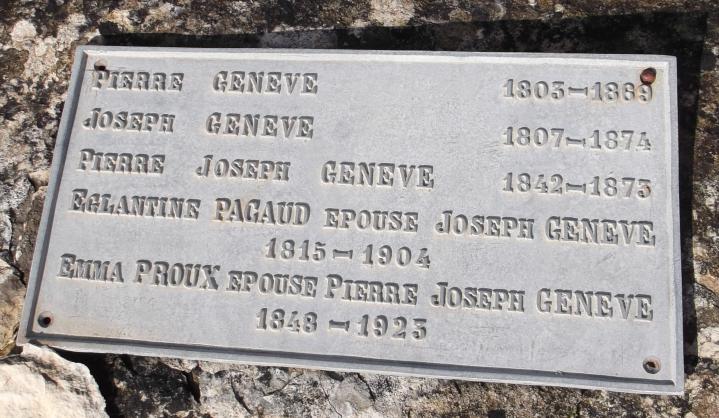 PIERRE GENEVE 1803-1869
JOSEPH GENEVE 1807-1874
PIERRE JOSEPH GENEVE 1842-1873
EGLANTINE PAGAUD EPOUSE JOSEPH GENEVE
1815-1904
EMMA PROUX EPOUSE PIERRE JOSEPH GENEVE
1848-1923